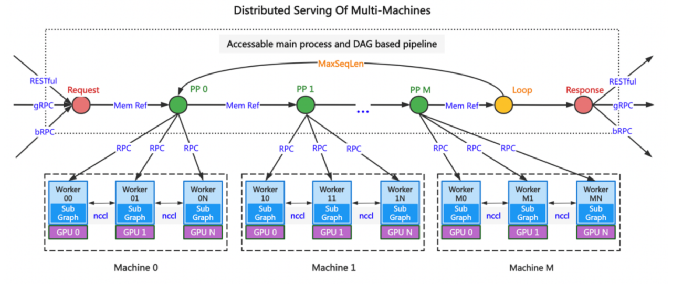 Distributed Serving Of Multi-Machines
Accessable main process and DAG based pipeline
MaxSeqLen
RESTful
gRPC
bRPC
Request
Mem Ref
PP 0
Mem Ref
PP 1
...
PP M
Mem Ref
Loop
Response
RESTful
gRPC
bRPC
RPC RPC RPC
RPC RPC RPC
RPC RPC RPC
Worker
00
Sub
Graph
GPU 0
nccl
Worker
01
Sub
Graph
GPU 1
nccl
Worker
0N
Sub
Graph
GPU N
Machine 0
Worker
10
Sub
Graph
GPU 0
nccl
Worker
11
Sub
Graph
GPU 1
nccl
Worker
1N
Sub
Graph
GPU N
Machine 1
Worker
M0
Sub
Graph
GPU 0
nccl
Worker
M1
Sub
Graph
GPU 1
nccl
Worker
MN
Sub
Graph
GPU N
Machine M